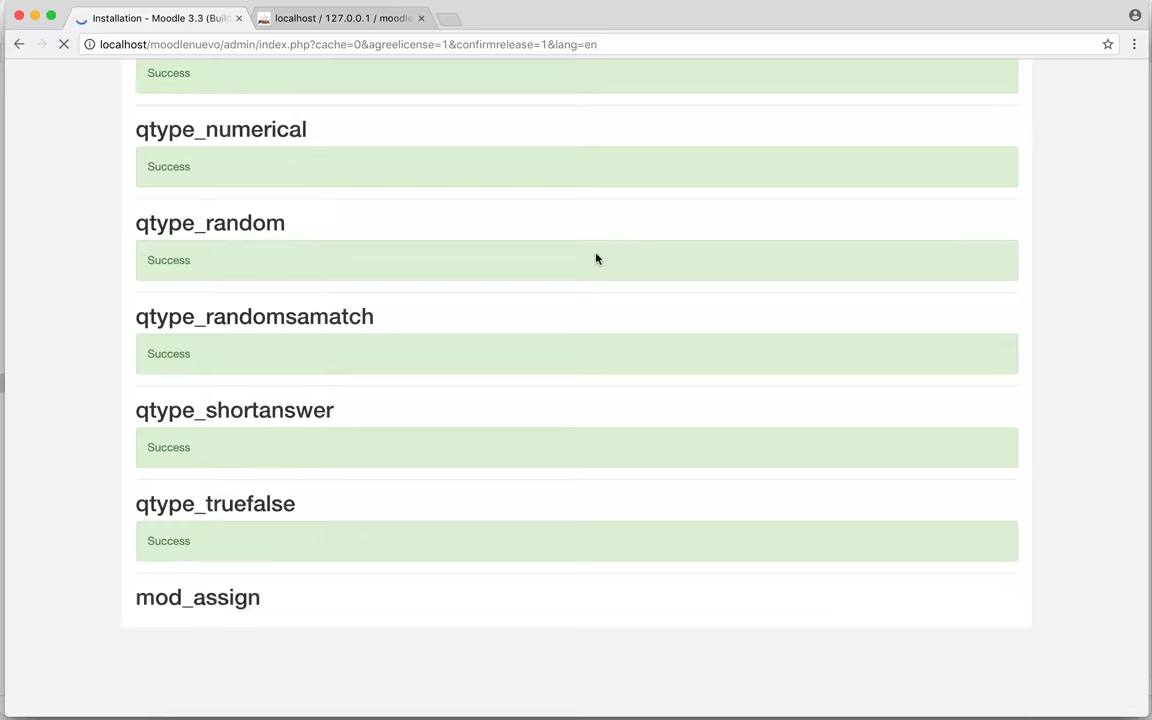 Installation - Moodle 3.3 (Build
localhost / 127.0.0.1 / moodle
localhost/moodlenuevo/admin/index.php?cache=0&agreelicense=1&confirmrelease=1&lang=en
Success
qtype_numerical
Success
qtype_random
Success
qtype_randomsamatch
Success
qtype_shortanswer
Success
qtype_truefalse
Success
mod_assign